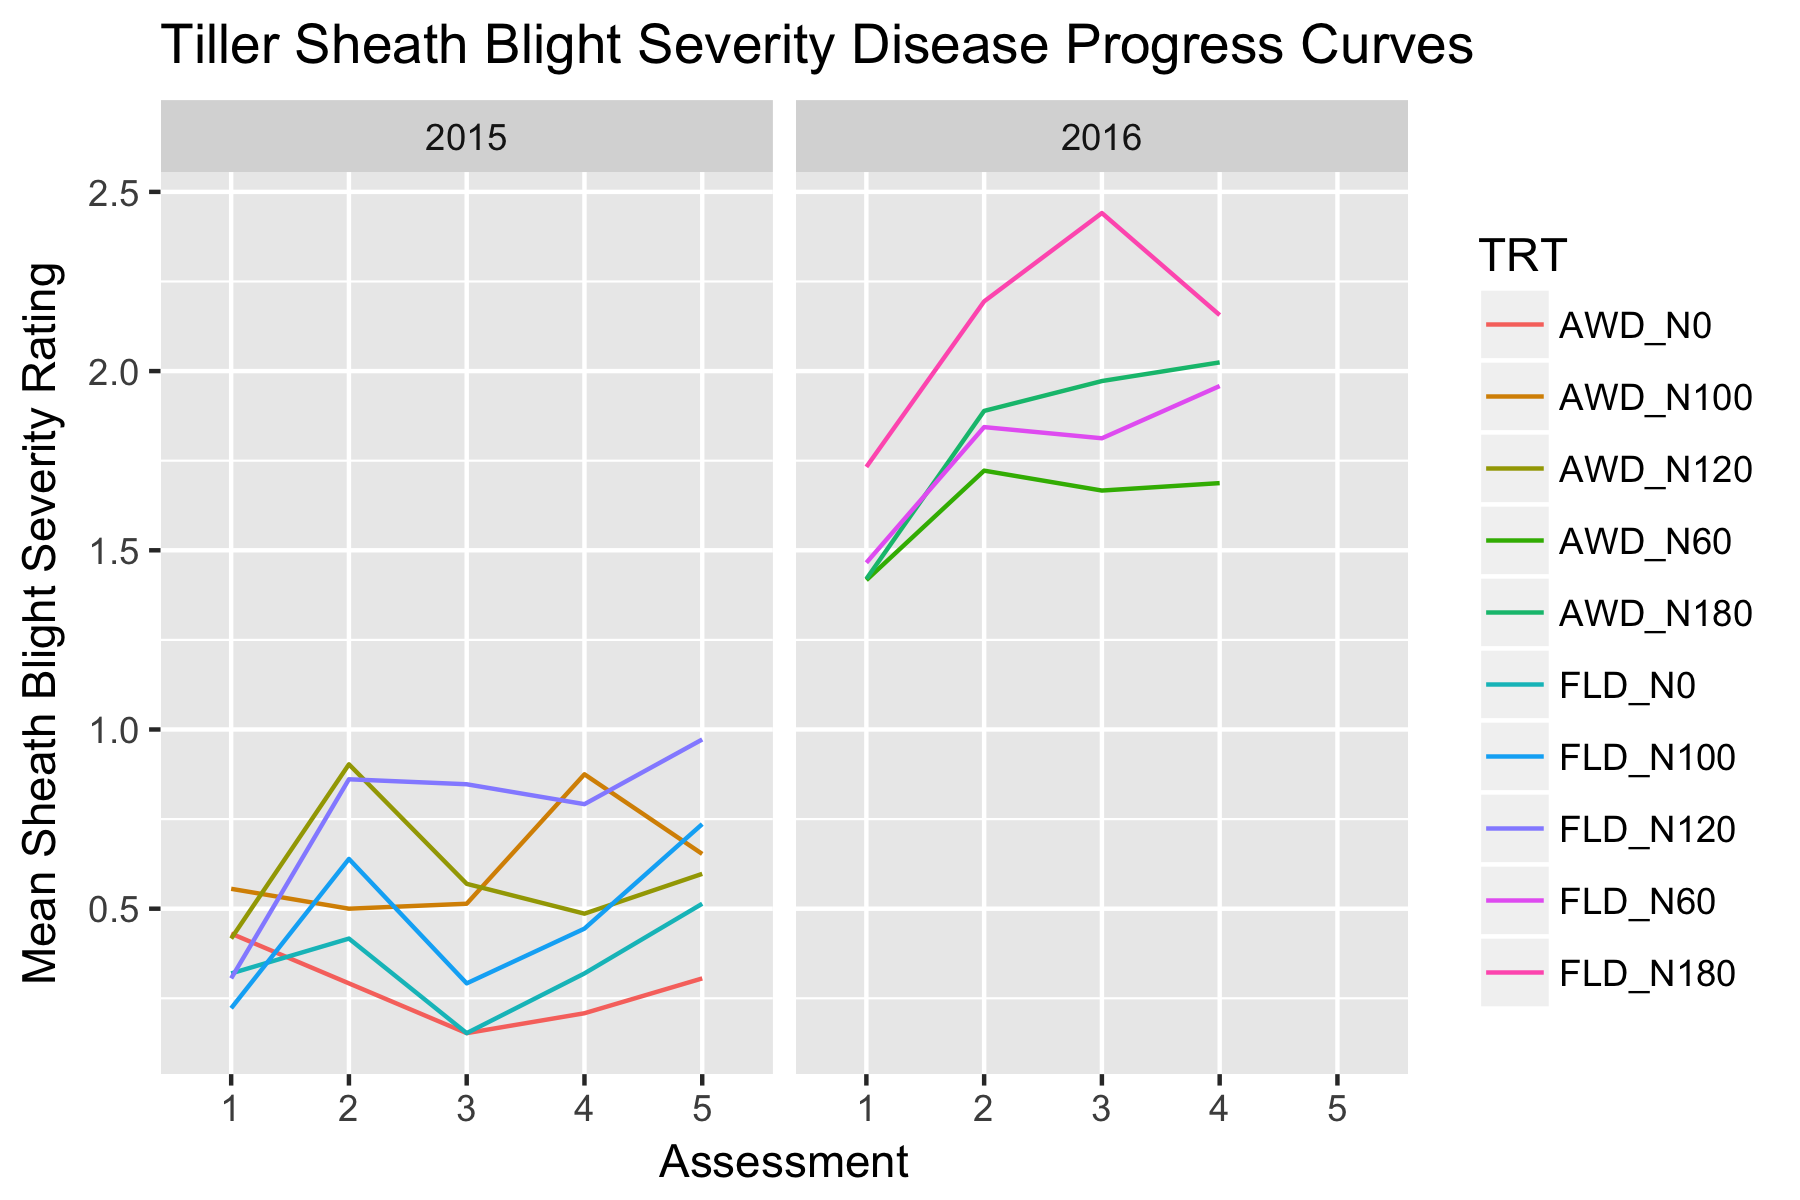 Tiller Sheath Blight Severity Disease Progress Curves
2015
2016
Mean Sheath Blight Severity Rating
2.5
2.0
1.5
1.0
0.5
1 2 3 4 5
1 2 3 4 5
Assessment
TRT
AWD_N0
AWD_N100
AWD_N120
AWD_N60
AWD_N180
FLD_N0
FLD_N100
FLD_N120
FLD_N60
FLD_N180